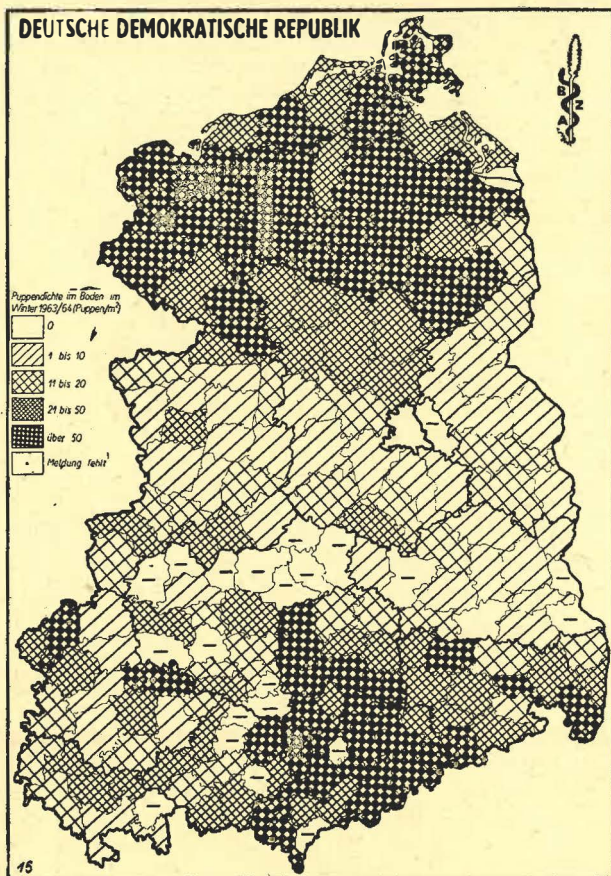 DEUTSCHE DEMOKRATISCHE REPUBLIK
B
Z
A
Puppendichte im Boden im
Winter 1963/64 (Puppen/m²)
0
1 bis 10
11 bis 20
21 bis 50
über 50
Meldung fehlt
15